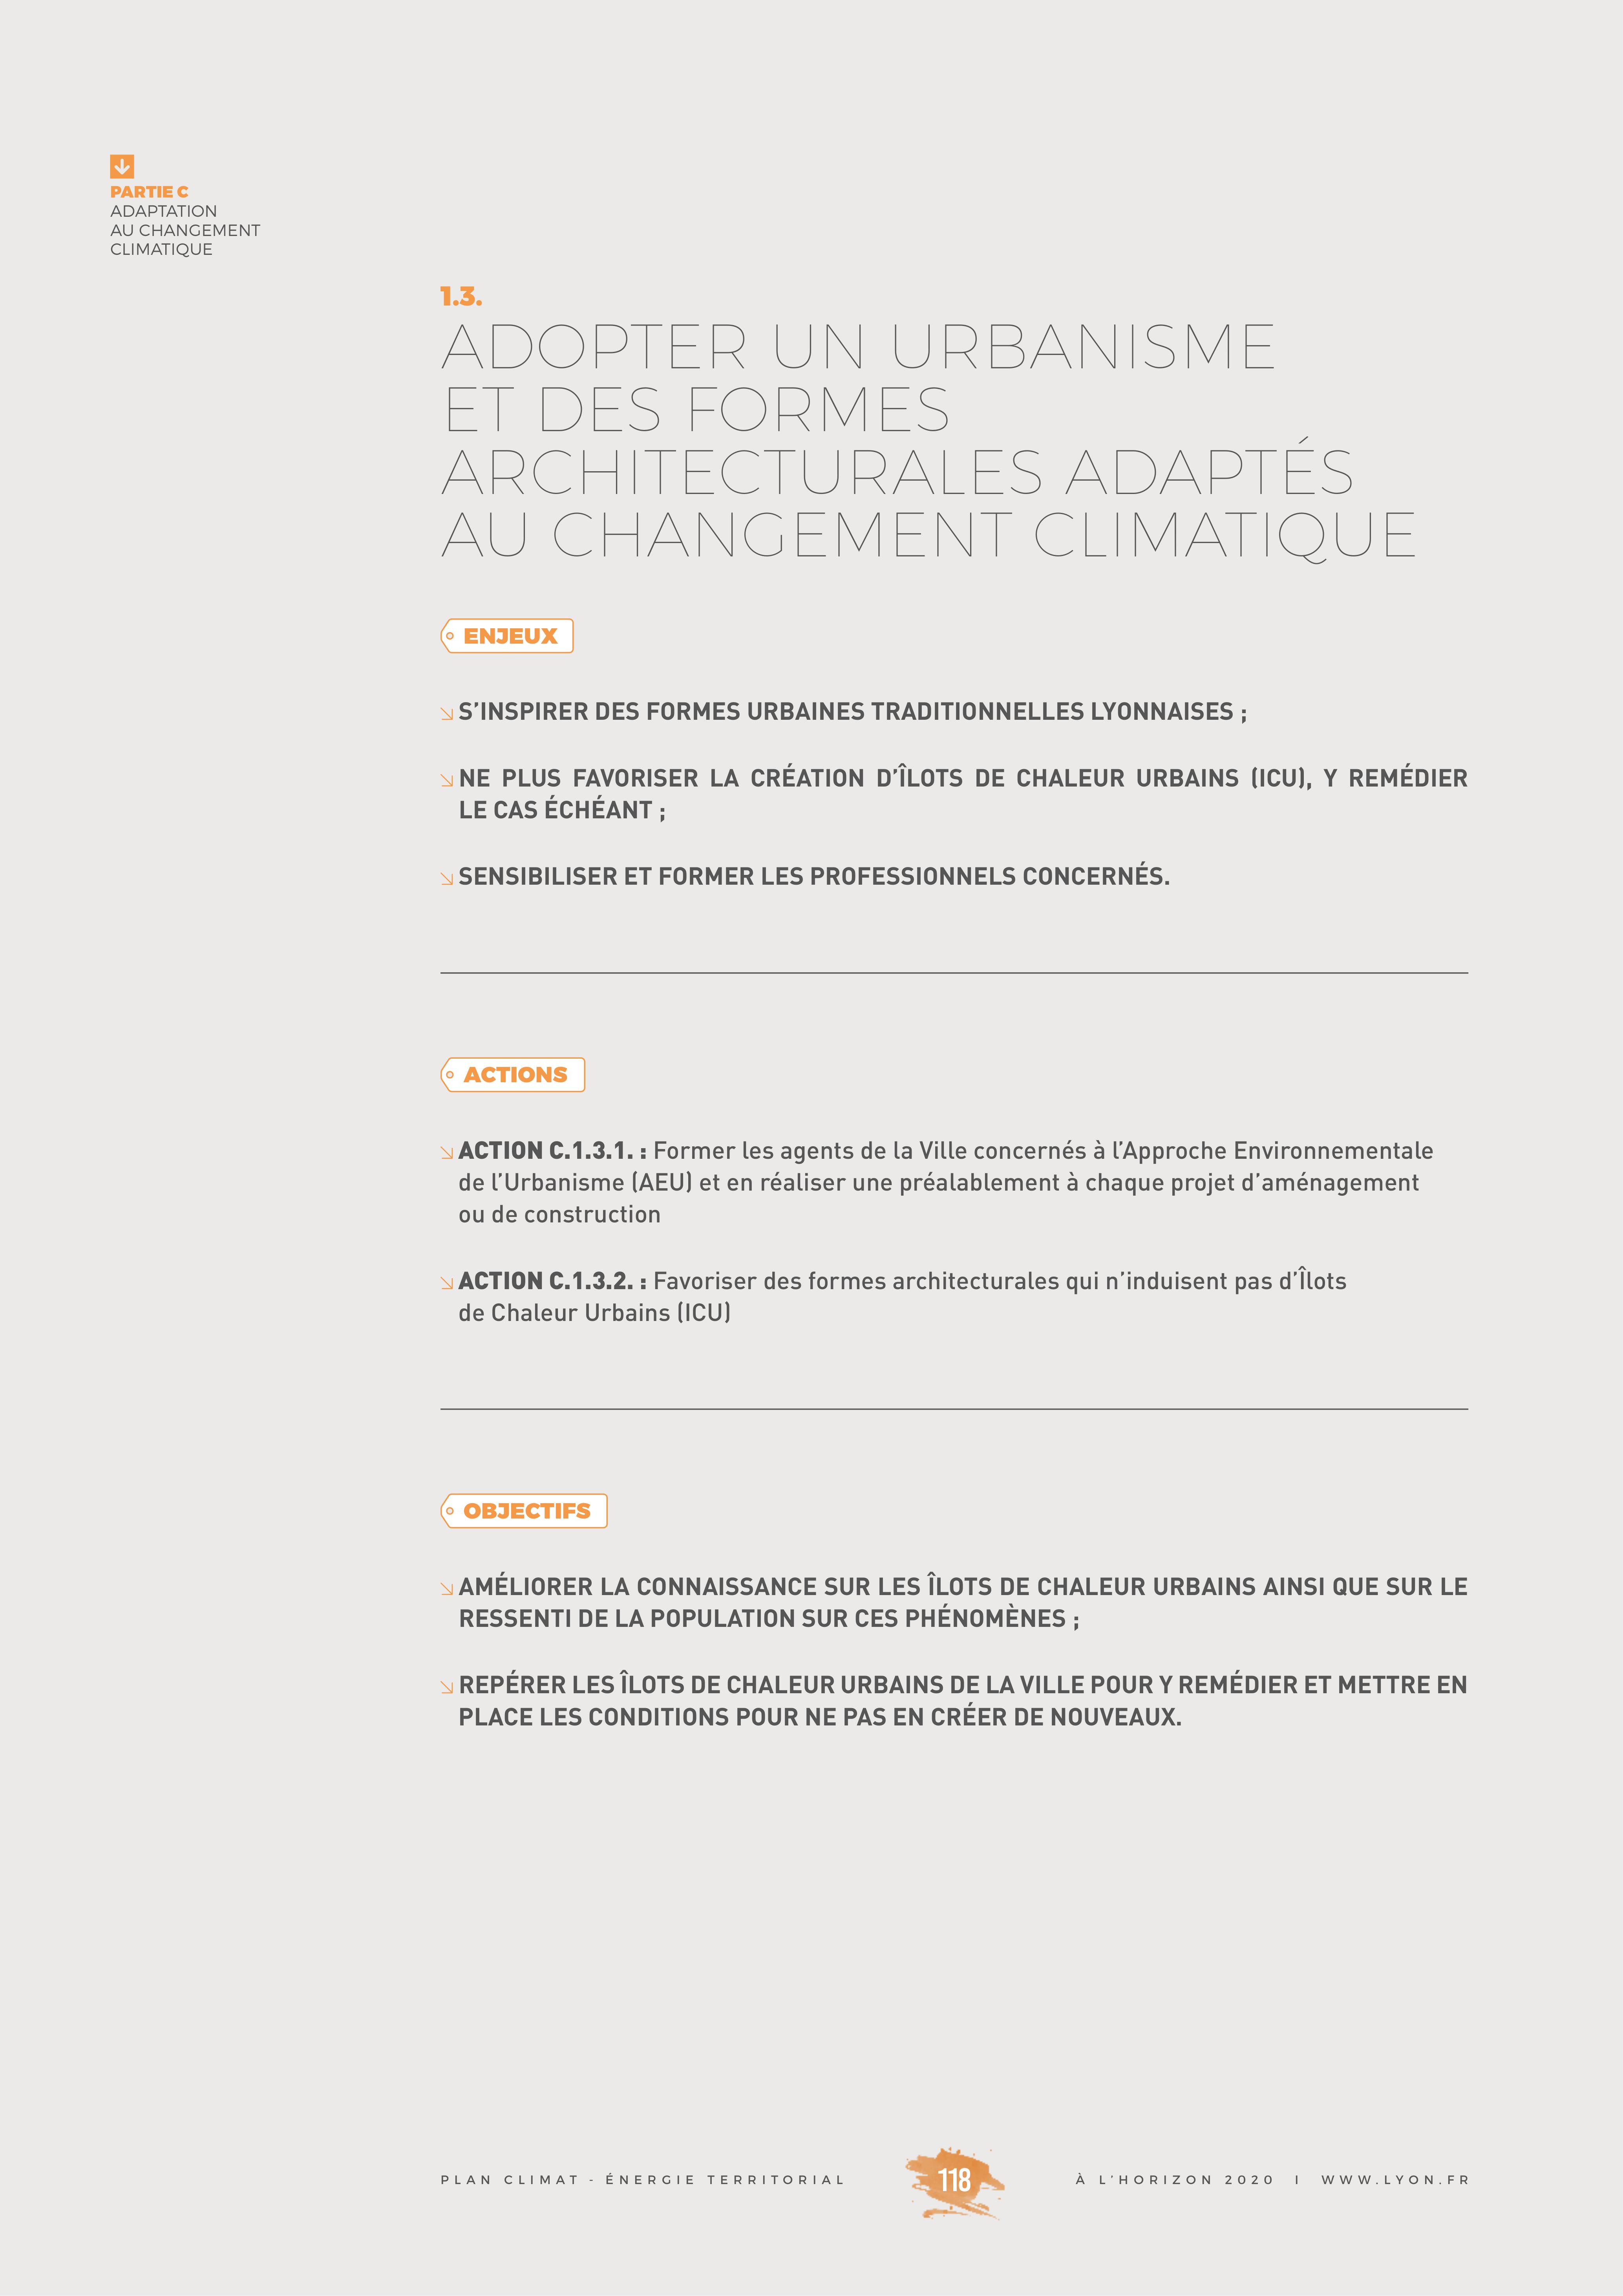 PARTIE C
ADAPTATION
AU CHANGEMENT
CLIMATIQUE
1.3.
ADOPTER UN URBANISME
ET DES FORMES
ARCHITECTURALES ADAPTÉS
AU CHANGEMENT CLIMATIQUE
ENJEUX
S’INSPIRER DES FORMES URBAINES TRADITIONNELLES LYONNAISES ;
NE PLUS FAVORISER LA CRÉATION D’ÎLOTS DE CHALEUR URBAINS (ICU), Y REMÉDIER
LE CAS ÉCHÉANT ;
SENSIBILISER ET FORMER LES PROFESSIONNELS CONCERNÉS.
ACTIONS
ACTION C.1.3.1. : Former les agents de la Ville concernés à l’Approche Environnementale
de l’Urbanisme (AEU) et en réaliser une préalablement à chaque projet d’aménagement
ou de construction
ACTION C.1.3.2. : Favoriser des formes architecturales qui n’induisent pas d’Îlots
de Chaleur Urbains (ICU)
OBJECTIFS
AMÉLIORER LA CONNAISSANCE SUR LES ÎLOTS DE CHALEUR URBAINS AINSI QUE SUR LE
RESSENTI DE LA POPULATION SUR CES PHÉNOMÈNES ;
REPÉRER LES ÎLOTS DE CHALEUR URBAINS DE LA VILLE POUR Y REMÉDIER ET METTRE EN
PLACE LES CONDITIONS POUR NE PAS EN CRÉER DE NOUVEAUX.
PLAN CLIMAT - ÉNERGIE TERRITORIAL 118 À L’HORIZON 2020 I WWW.LYON.FR